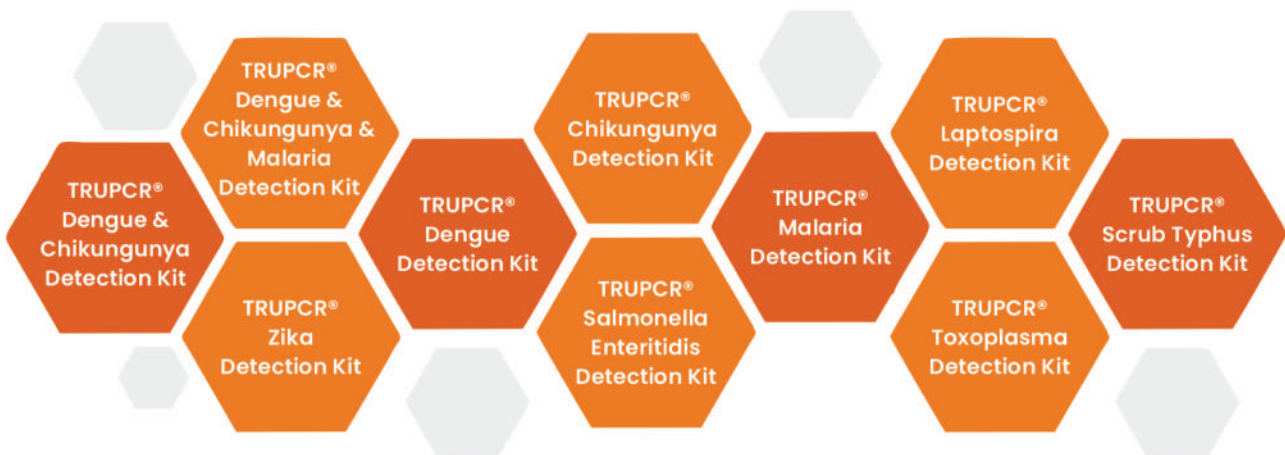 TRUPCR®
Dengue &
Chikungunya
Detection Kit
TRUPCR®
Dengue &
Chikungunya &
Malaria
Detection Kit
TRUPCR®
Zika
Detection Kit
TRUPCR®
Dengue
Detection Kit
TRUPCR®
Chikungunya
Detection Kit
TRUPCR®
Salmonella
Enteritidis
Detection Kit
TRUPCR®
Malaria
Detection Kit
TRUPCR®
Laptospira
Detection Kit
TRUPCR®
Toxoplasma
Detection Kit
TRUPCR®
Scrub Typhus
Detection Kit